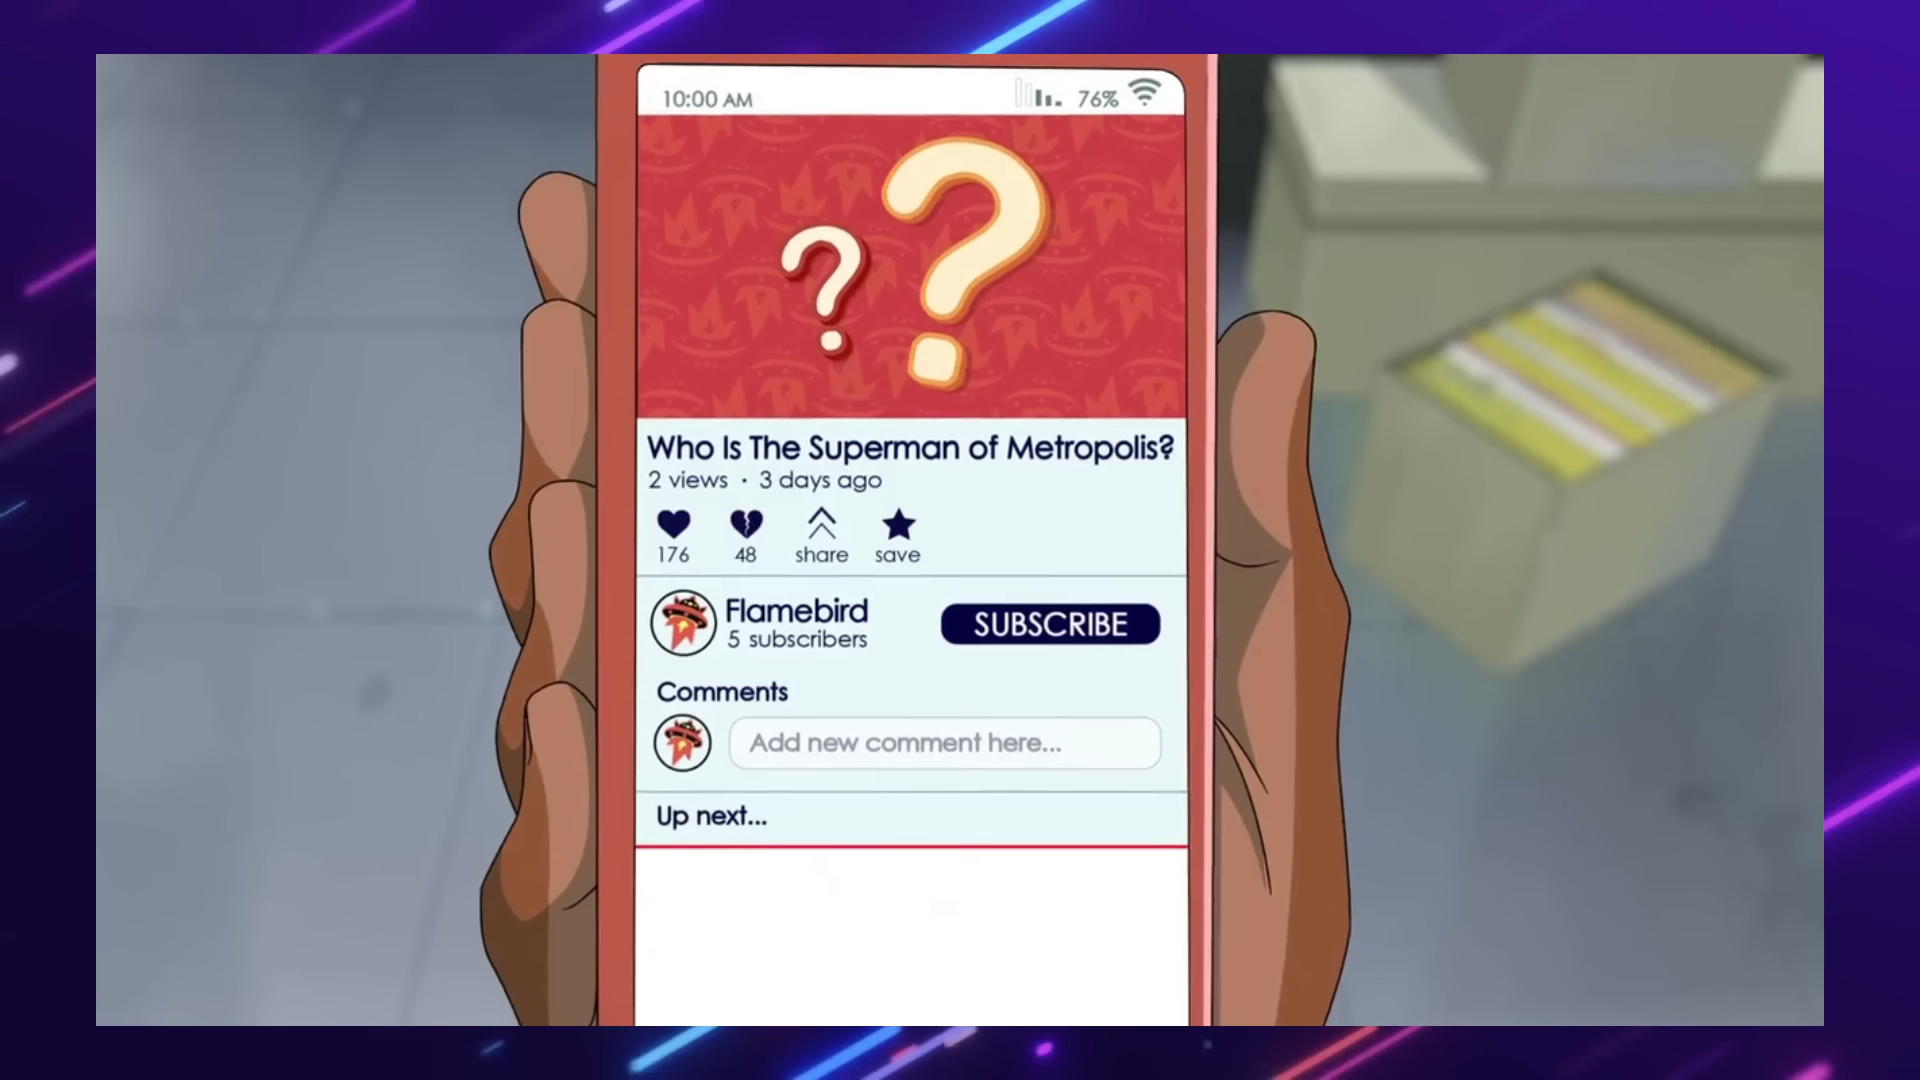 10:00 AM
76%
Who Is The Superman of Metropolis?
2 views · 3 days ago
176 48 share save
Flamebird
5 subscribers
SUBSCRIBE
Comments
Add new comment here...
Up next...